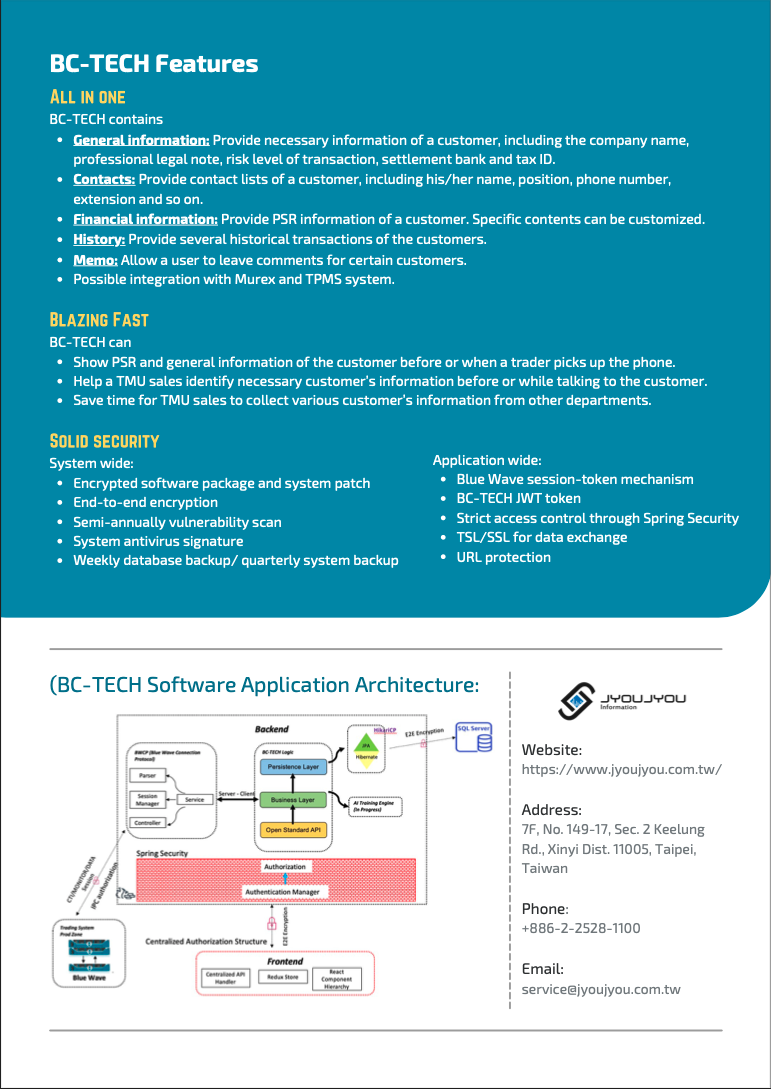 BC-TECH Features
ALL IN ONE
BC-TECH contains
• General information: Provide necessary information of a customer, including the company name,
professional legal note, risk level of transaction, settlement bank and tax ID.
• Contacts: Provide contact lists of a customer, including his/her name, position, phone number,
extension and so on.
• Financial information: Provide PSR information of a customer. Specific contents can be customized.
• History: Provide several historical transactions of the customers.
• Memo: Allow a user to leave comments for certain customers.
• Possible integration with Murex and TPMS system.
BLAZING FAST
BC-TECH can
• Show PSR and general information of the customer before or when a trader picks up the phone.
• Help a TMU sales identify necessary customer's information before or while talking to the customer.
• Save time for TMU sales to collect various customer's information from other departments.
SOLID SECURITY
System wide:
• Encrypted software package and system patch
• End-to-end encryption
• Semi-annually vulnerability scan
• System antivirus signature
• Weekly database backup/ quarterly system backup
Application wide:
• Blue Wave session-token mechanism
• BC-TECH JWT token
• Strict access control through Spring Security
• TSL/SSL for data exchange
• URL protection
(BC-TECH Software Application Architecture:
Backend
BWCP (Blue Wave Connection
Protocol)
Parser
Session
Manager
Service
Controller
Server - Client
BC-TECH Logic
Persistence Layer
Business Layer
Open Standard API
HikariCP
JPA
Hibernate
E2E Encryption
SQL Server
AI Training Engine
(In Progress)
Spring Security
Authorization
Authentication Manager
CTI/MONITOR/DATA
Session
IPC authorization
Trading System
Prod Zone
Blue Wave
Centralized Authorization Structure
E2E Encryption
Frontend
Centralized API
Handler
Redux Store
React
Component
Hierarchy
JYOUJYOU
Information
Website:
https://www.jyoujyou.com.tw/
Address:
7F, No. 149-17, Sec. 2 Keelung
Rd., Xinyi Dist. 11005, Taipei,
Taiwan
Phone:
+886-2-2528-1100
Email:
service@jyoujyou.com.tw